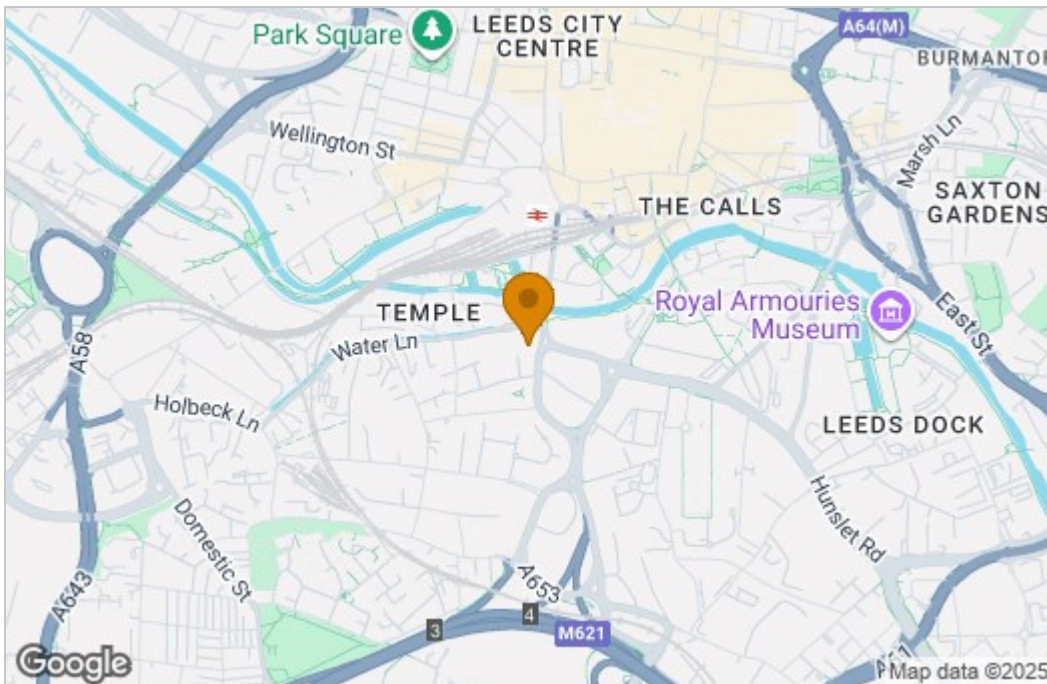 Park Square
LEEDS CITY
CENTRE
A64(M)
Wellington St
Marsh Ln
THE CALLS
SAXTON
GARDENS
TEMPLE
Royal Armouries
Museum
East St
Water Ln
A58
Holbeck Ln
LEEDS DOCK
Domestic St
Hunslet Rd
A643
A653
3
4
M621
Google
Map data ©2025